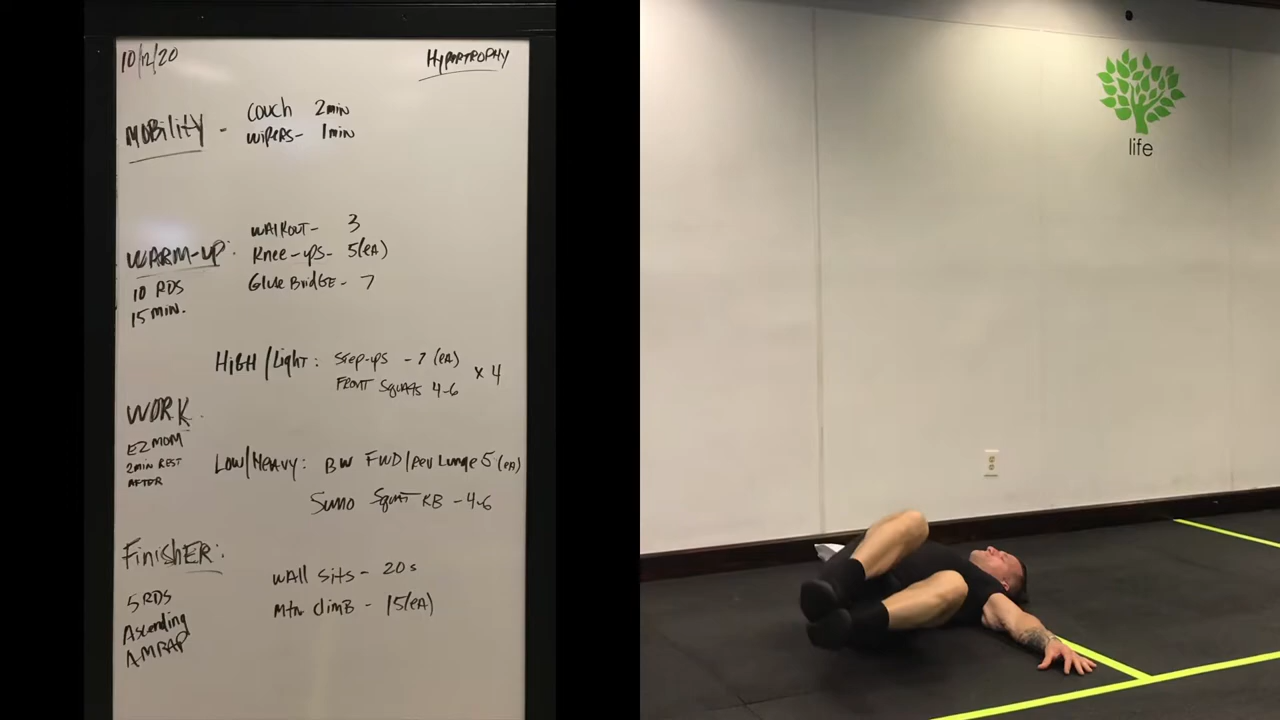 10/12/20
HYPERTROPHY
MOBILITY - COUCH 2min
WIPERS- 1min
WARM-UP: WALKOUT- 3
Knee-ups- 5(EA)
Glute BridGE- 7
10 RDS
15 MIN.
HIGH/Light: STEP-UPS - 7 (EA)
FRONT SQUATS 4-6 x 4
WORK.
EZMOM
2min REST
AFTER
Low/HEAVY: BW FWD/Rev Lunge 5 (EA)
Sumo Squat KB - 4-6
FinisHER:
WALL SITS - 20s
Mtn climB - 15(EA)
5 RDS
Ascending
AMRAP
life